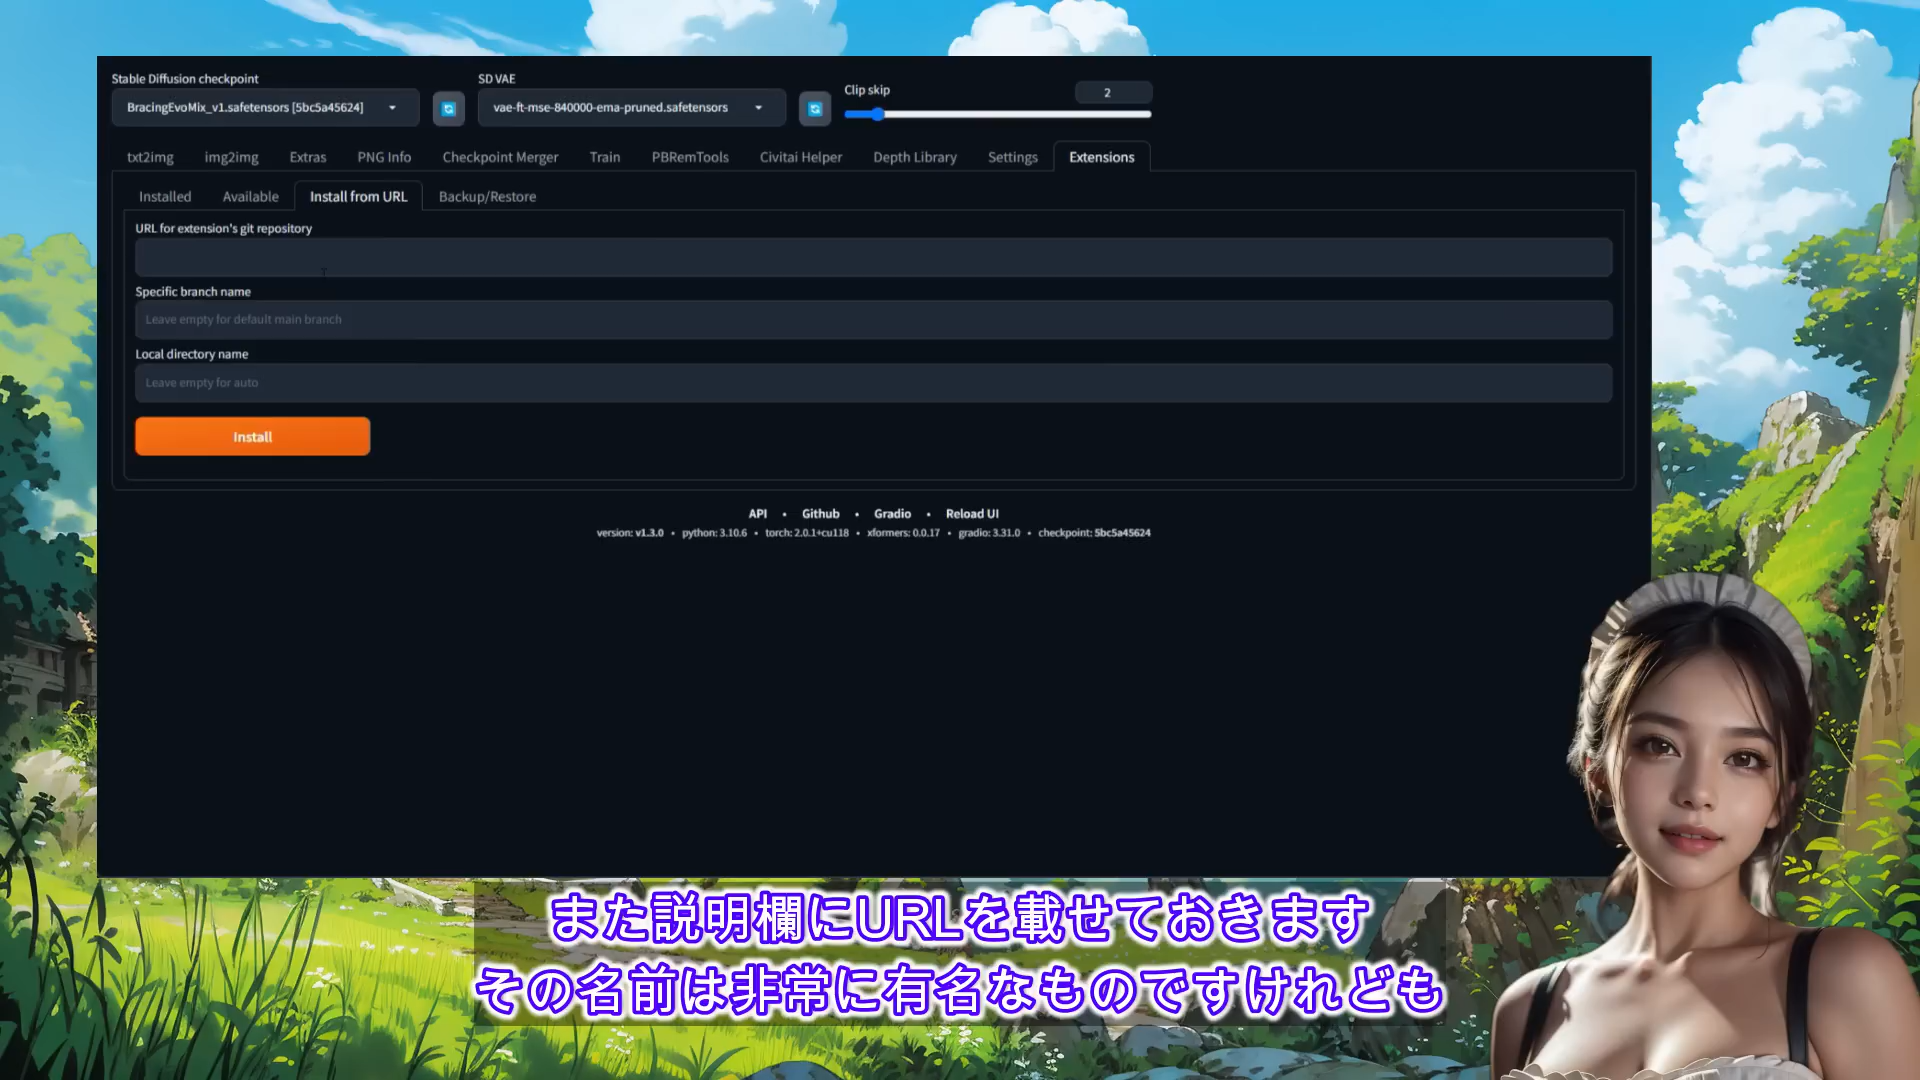 Stable Diffusion checkpoint
SD VAE
Clip skip
2
BracingEvoMix_v1.safetensors [5bc5a45624]
vae-ft-mse-840000-ema-pruned.safetensors
txt2img img2img Extras PNG Info Checkpoint Merger Train PBRemTools Civitai Helper Depth Library Settings Extensions
Installed Available Install from URL Backup/Restore
URL for extension's git repository
Specific branch name
Leave empty for default main branch
Local directory name
Leave empty for auto
Install
API • Github • Gradio • Reload UI
version: v1.3.0 • python: 3.10.6 • torch: 2.0.1+cu118 • xformers: 0.0.17 • gradio: 3.31.0 • checkpoint: 5bc5a45624
また説明欄にURLを載せておきます
その名前は非常に有名なものですけれども